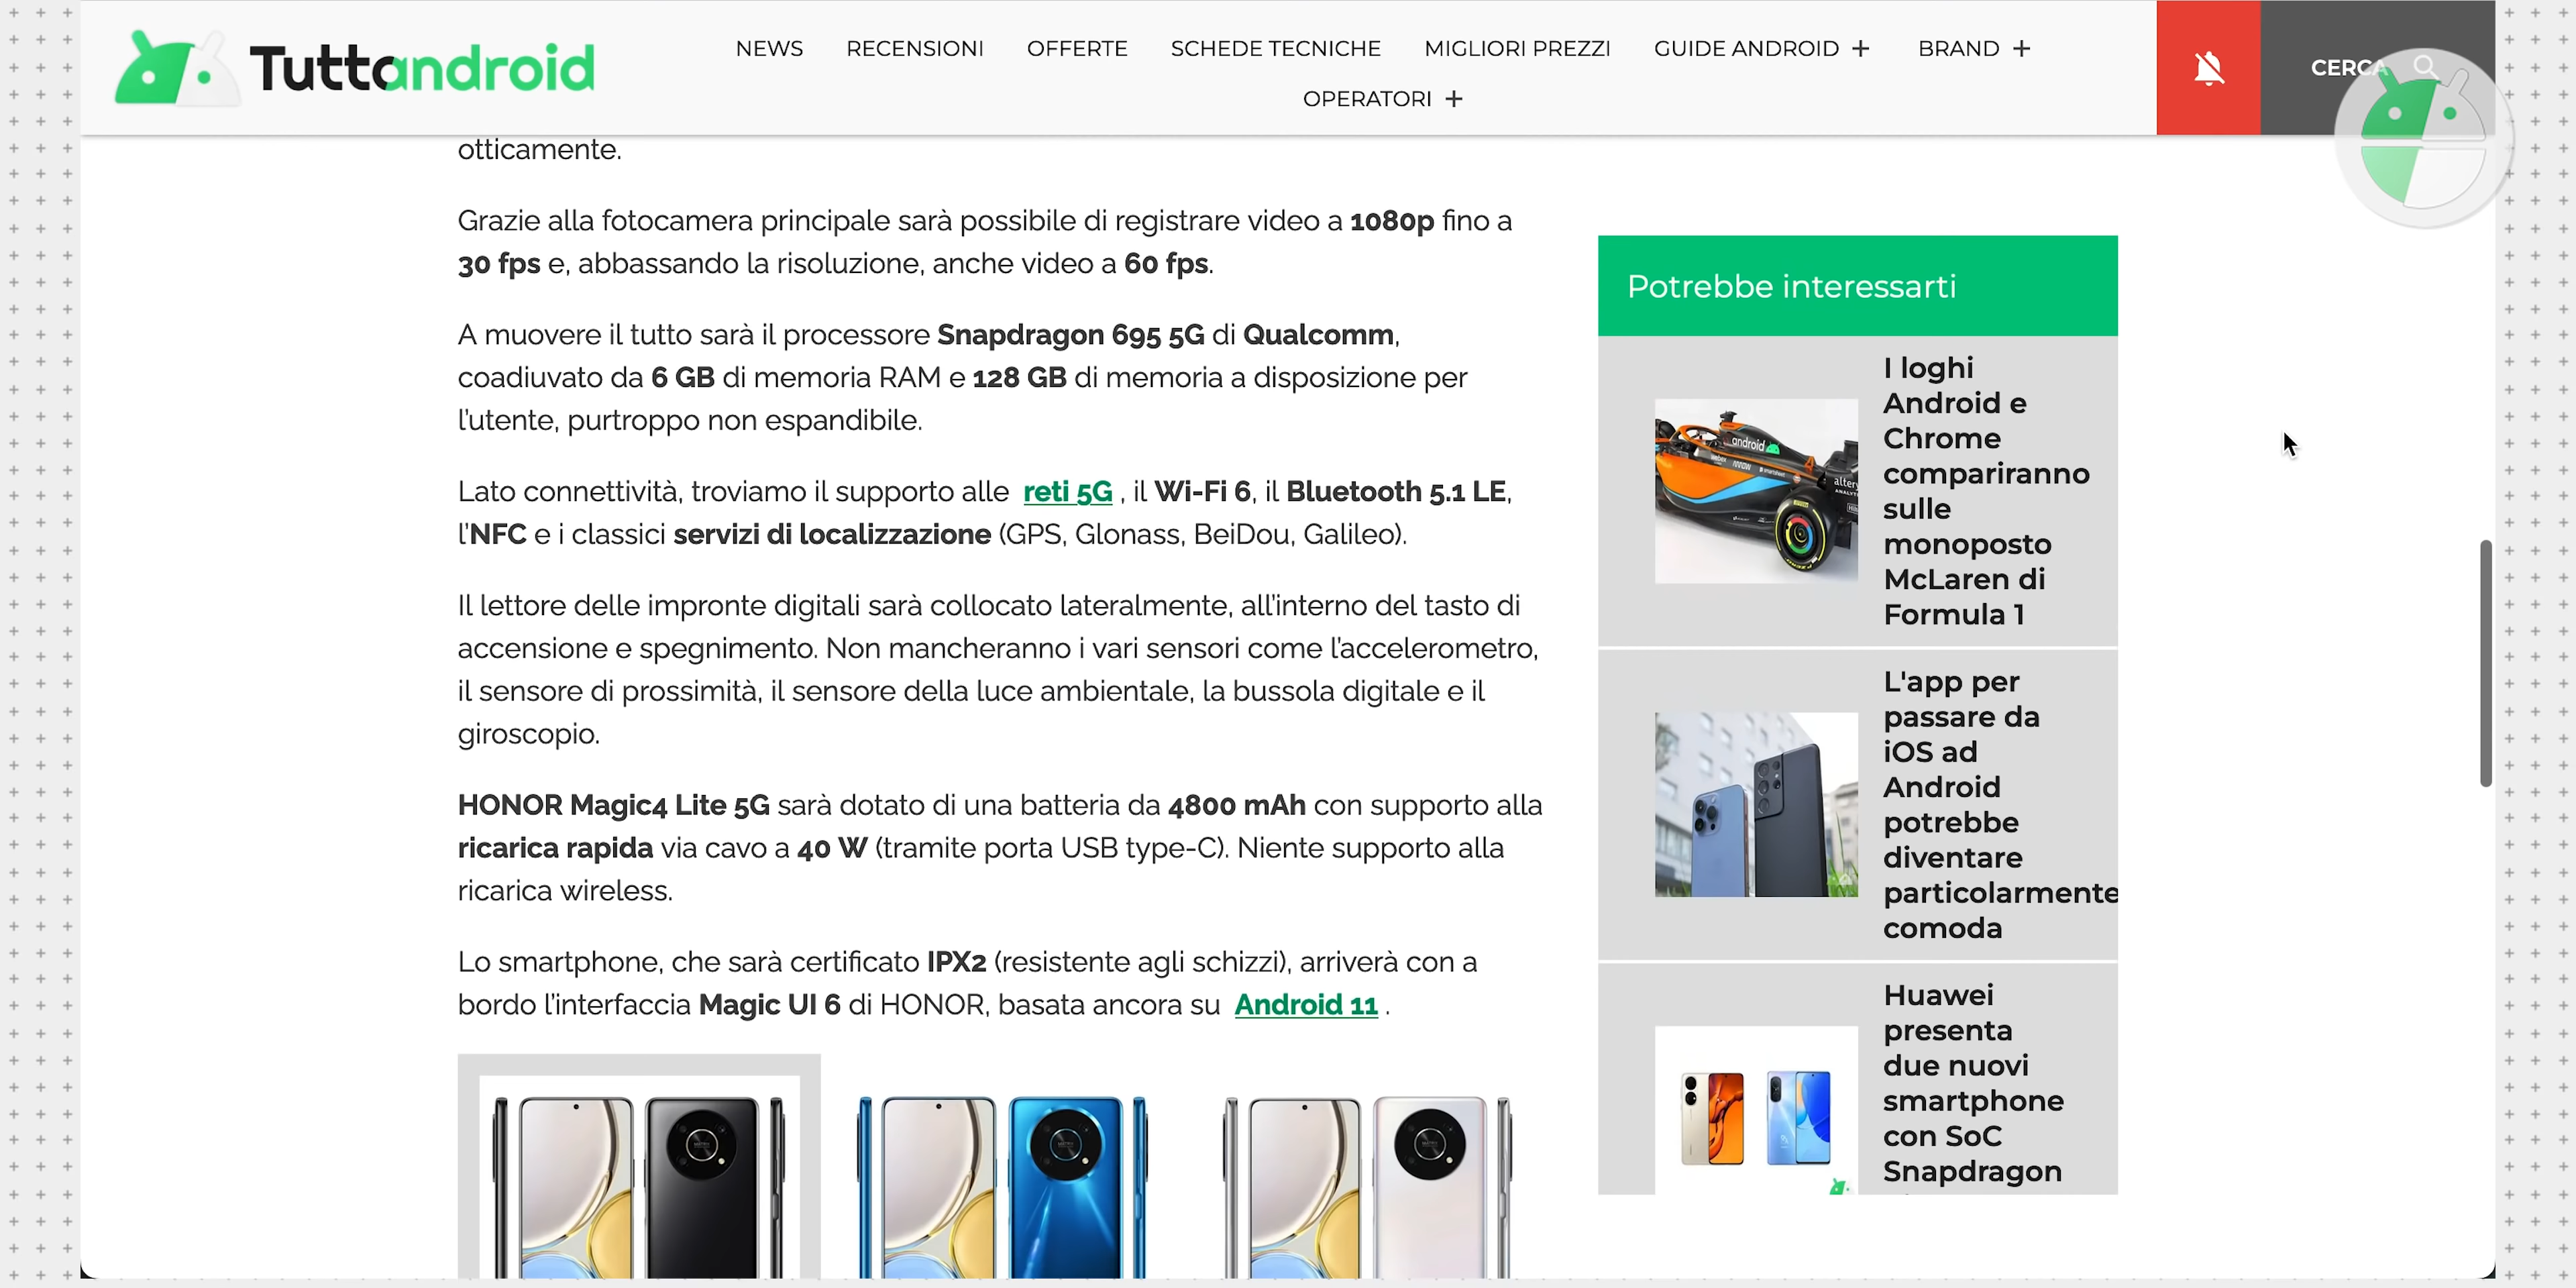 Tuttoandroid
NEWS RECENSIONI OFFERTE SCHEDE TECNICHE MIGLIORI PREZZI GUIDE ANDROID + BRAND +
OPERATORI +
CERCA
otticamente.
Grazie alla fotocamera principale sarà possibile di registrare video a 1080p fino a
30 fps e, abbassando la risoluzione, anche video a 60 fps.
A muovere il tutto sarà il processore Snapdragon 695 5G di Qualcomm,
coadiuvato da 6 GB di memoria RAM e 128 GB di memoria a disposizione per
l'utente, purtroppo non espandibile.
Lato connettività, troviamo il supporto alle reti 5G , il Wi-Fi 6, il Bluetooth 5.1 LE,
l'NFC e i classici servizi di localizzazione (GPS, Glonass, BeiDou, Galileo).
Il lettore delle impronte digitali sarà collocato lateralmente, all'interno del tasto di
accensione e spegnimento. Non mancheranno i vari sensori come l'accelerometro,
il sensore di prossimità, il sensore della luce ambientale, la bussola digitale e il
giroscopio.
HONOR Magic4 Lite 5G sarà dotato di una batteria da 4800 mAh con supporto alla
ricarica rapida via cavo a 40 W (tramite porta USB type-C). Niente supporto alla
ricarica wireless.
Lo smartphone, che sarà certificato IPX2 (resistente agli schizzi), arriverà con a
bordo l'interfaccia Magic UI 6 di HONOR, basata ancora su Android 11 .
Potrebbe interessarti
android
I loghi
Android e
Chrome
compariranno
sulle
monoposto
McLaren di
Formula 1
L'app per
passare da
iOS ad
Android
potrebbe
diventare
particolarmente
comoda
Huawei
presenta
due nuovi
smartphone
con SoC
Snapdragon